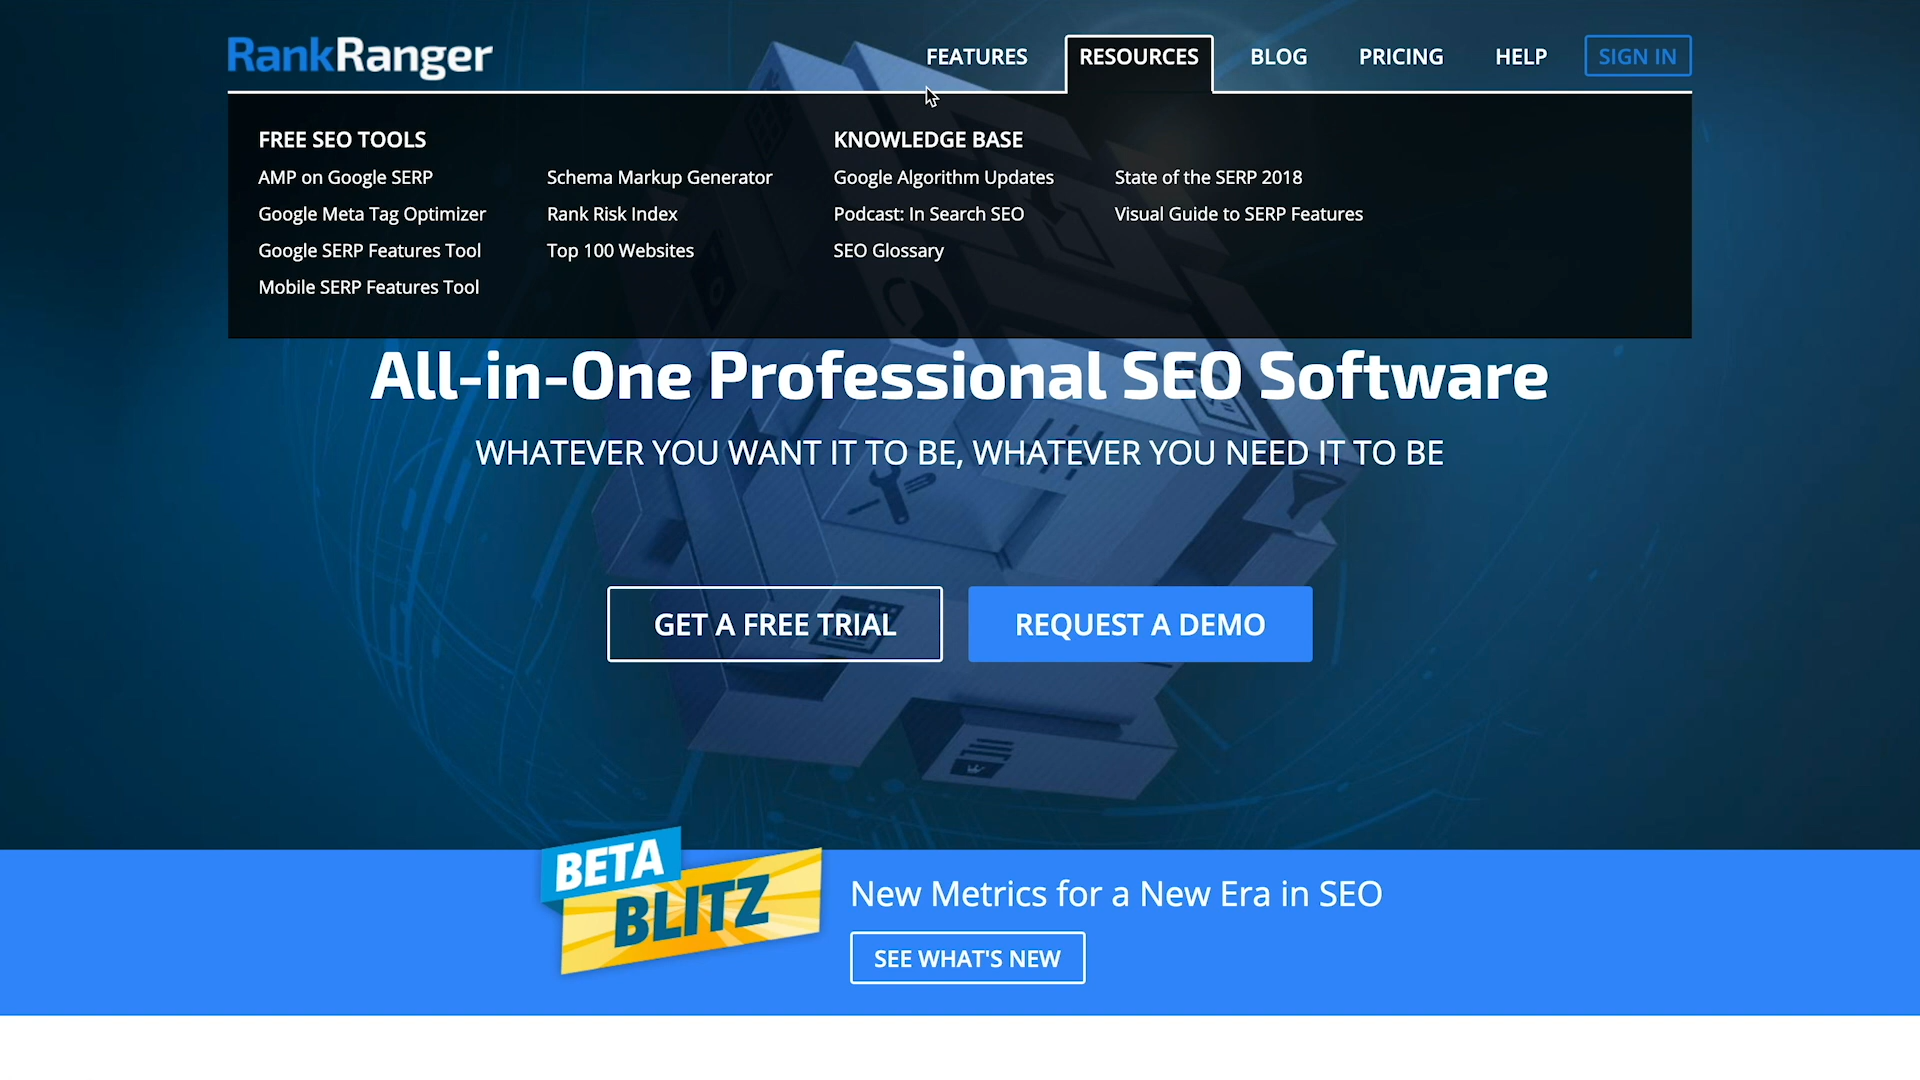 RankRanger
FEATURES
RESOURCES
BLOG
PRICING
HELP
SIGN IN
FREE SEO TOOLS
AMP on Google SERP
Google Meta Tag Optimizer
Google SERP Features Tool
Mobile SERP Features Tool
Schema Markup Generator
Rank Risk Index
Top 100 Websites
KNOWLEDGE BASE
Google Algorithm Updates
Podcast: In Search SEO
SEO Glossary
State of the SERP 2018
Visual Guide to SERP Features
All-in-One Professional SEO Software
WHATEVER YOU WANT IT TO BE, WHATEVER YOU NEED IT TO BE
GET A FREE TRIAL
REQUEST A DEMO
BETA
BLITZ
New Metrics for a New Era in SEO
SEE WHAT'S NEW